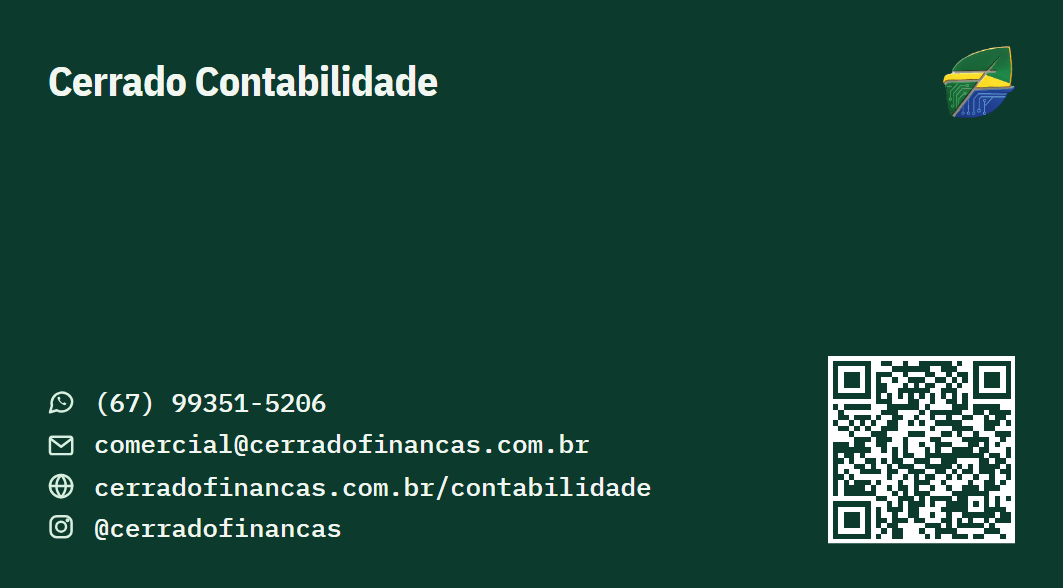 Cerrado Contabilidade
(67) 99351-5206
comercial@cerradofinancas.com.br
cerradofinancas.com.br/contabilidade
@cerradofinancas